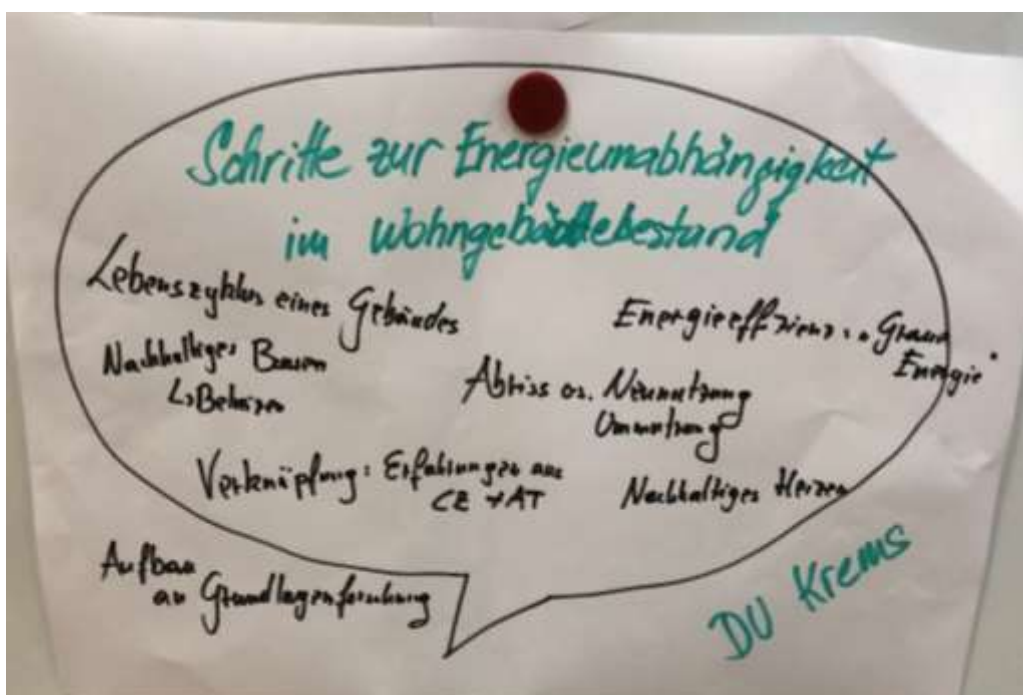 Schritte zur Energieunabhängigkeit
im Wohngebäudebestand
Lebenszyklus eines Gebäudes
Energieeffizienz: "Graue
Energie"
Nachhaltiges Bauen
↳ Beheizen
Abriss vs. Neunutzung
Umnutzung
Verknüpfung: Erfahrungen aus
CZ + AT
Nachhaltiges Heizen
Aufbau
an Grundlagenforschung
DU Krems